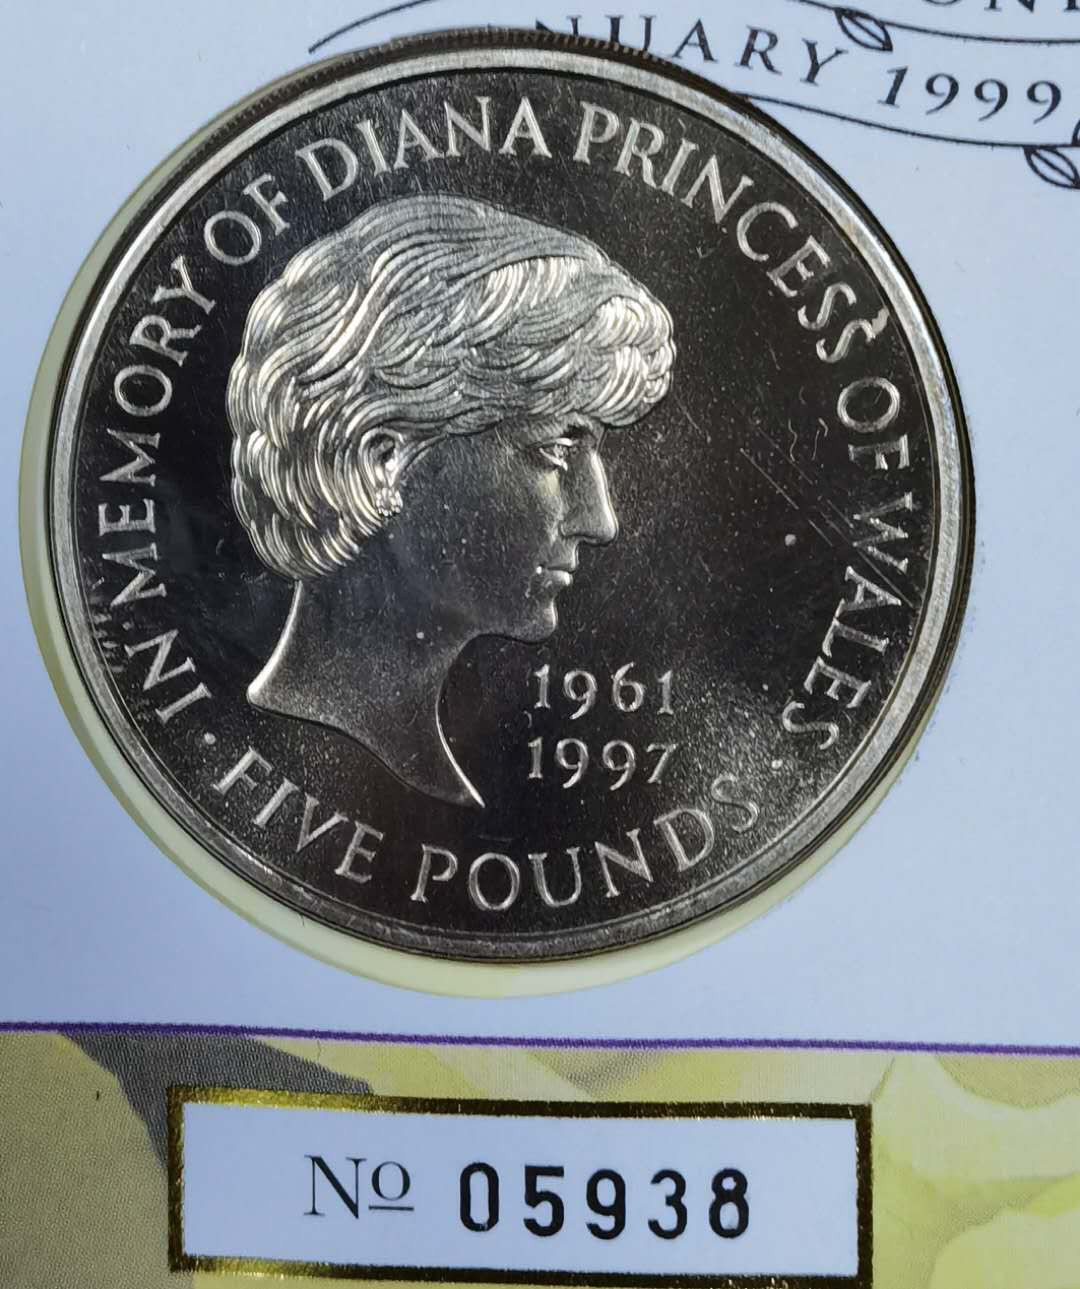 NUARY 1999
IN MEMORY OF DIANA PRINCESS OF WALES
1961
1997
· FIVE POUNDS ·
Nº 05938